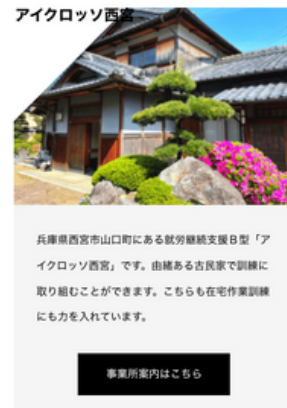 アイクロッソ西宮
兵庫県西宮市山口町にある就労継続支援B型「ア
イクロッソ西宮」です。由緒ある古民家で訓練に
取り組むことができます。こちらも在宅作業訓練
にも力を入れています。
事業所案内はこちら